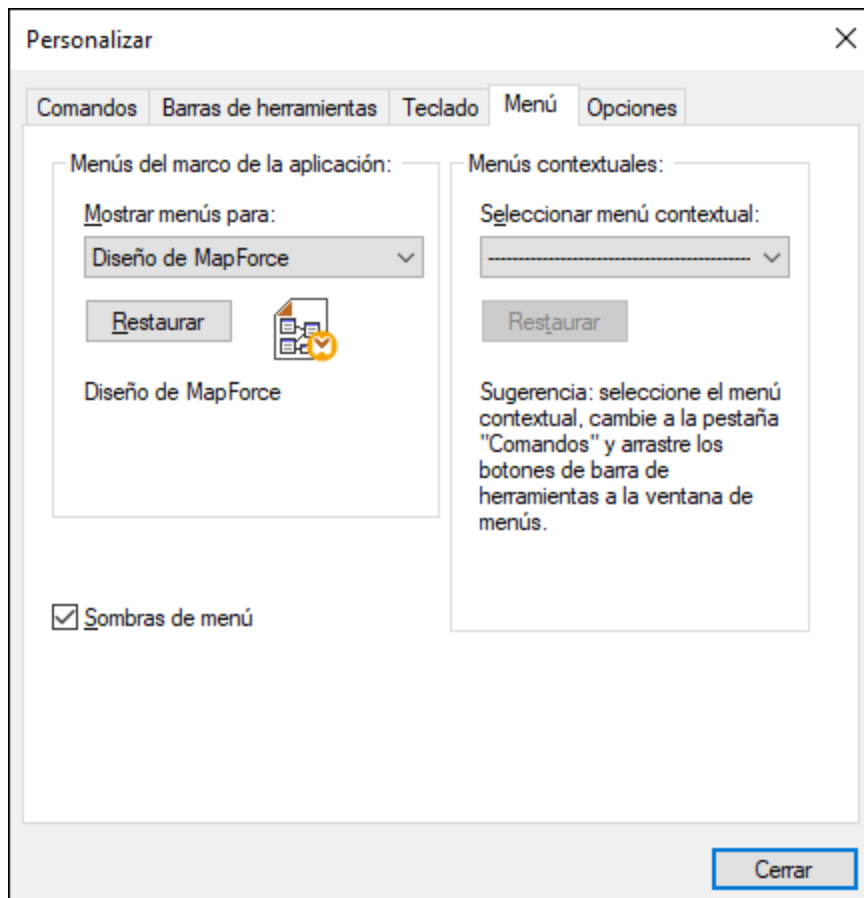 Personalizar
Comandos
Barras de herramientas
Teclado
Menú
Opciones
Menús del marco de la aplicación:
Mostrar menús para:
Diseño de MapForce
Restaurar
Diseño de MapForce
Menús contextuales:
Seleccionar menú contextual:
Restaurar
Sugerencia: seleccione el menú
contextual, cambie a la pestaña
"Comandos" y arrastre los
botones de barra de
herramientas a la ventana de
menús.
Sombras de menú
Cerrar